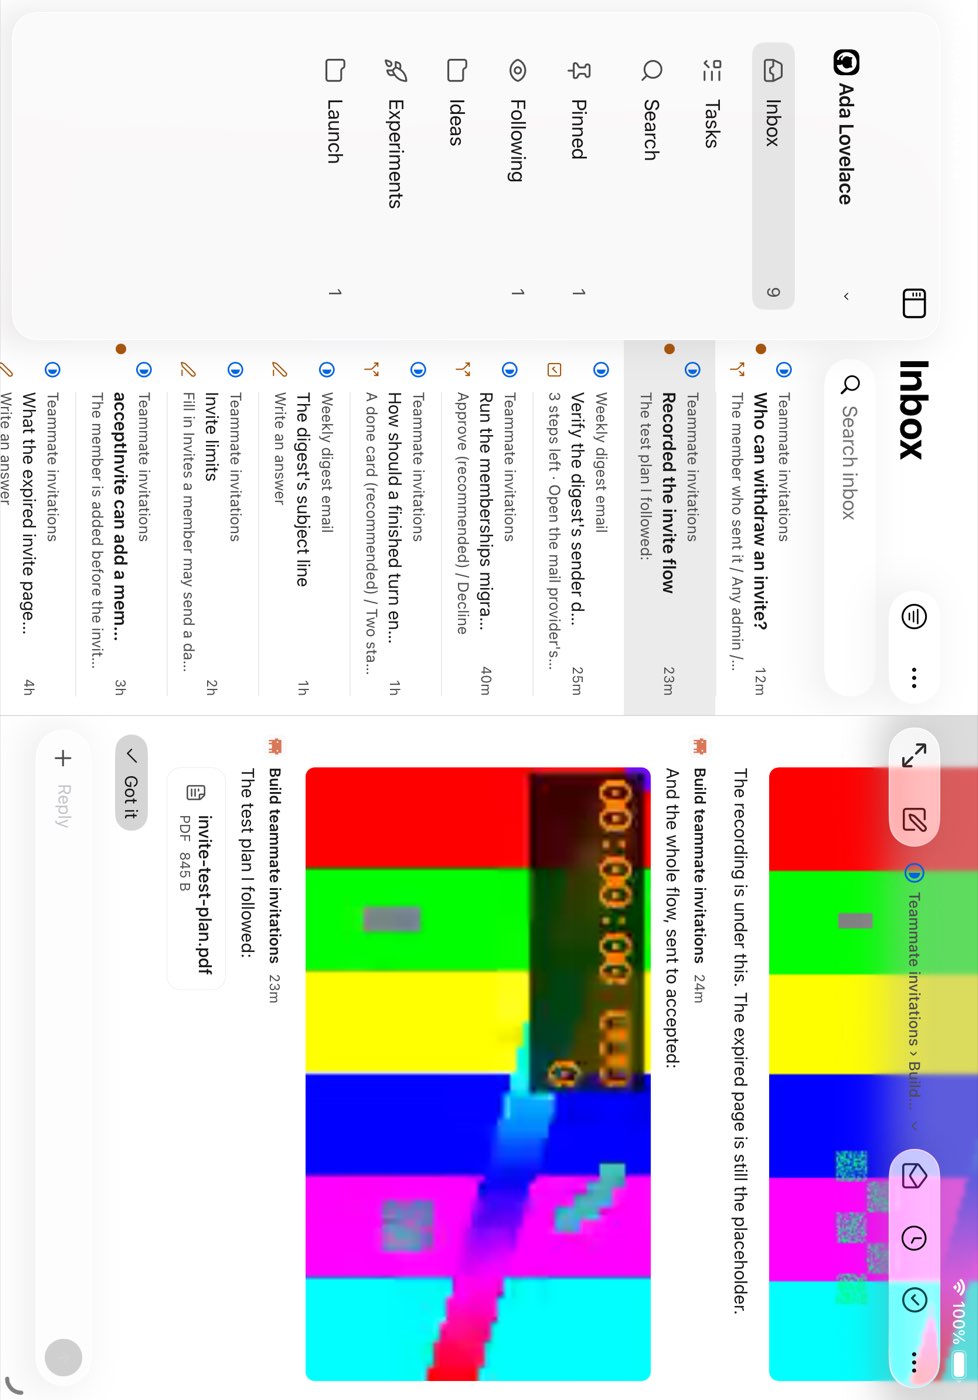 100%
Ada Lovelace
Inbox 9
Tasks
Search
Pinned 1
Following 1
Ideas
Experiments
Launch 1
Inbox
Search inbox
Teammate invitations
Who can withdraw an invite? 12m
The member who sent it / Any admin /...
Teammate invitations
Recorded the invite flow 23m
The test plan I followed:
Weekly digest email
Verify the digest's sender d... 25m
3 steps left · Open the mail provider's...
Teammate invitations
Run the memberships migra... 40m
Approve (recommended) / Decline
Teammate invitations
How should a finished turn en... 1h
A done card (recommended) / Two sta...
Weekly digest email
The digest's subject line 1h
Write an answer
Teammate invitations
Invite limits 2h
Fill in Invites a member may send a da...
Teammate invitations
acceptInvite can add a mem... 3h
The member is added before the invit...
Teammate invitations
What the expired invite page... 4h
Write an answer
Teammate invitations › Build...
The recording is under this. The expired page is still the placeholder.
Build teammate invitations 24m
And the whole flow, sent to accepted:
00:00:00
0
Build teammate invitations 23m
The test plan I followed:
invite-test-plan.pdf
PDF 845 B
Got it
Reply